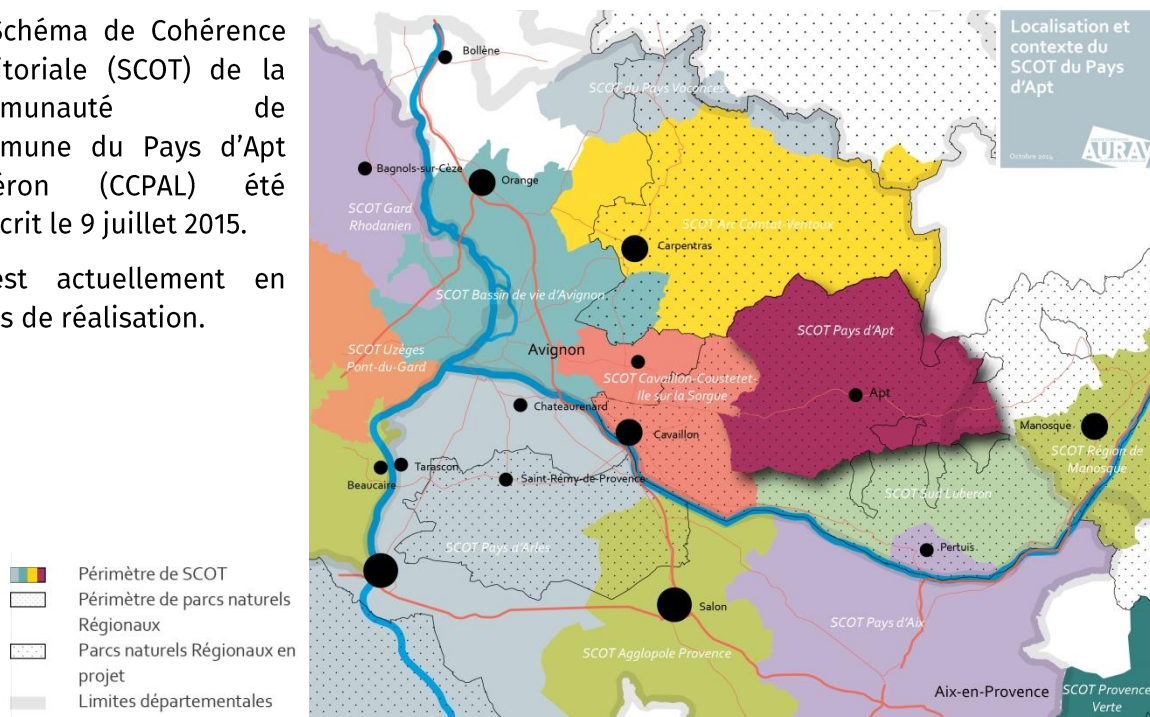 Schéma de Cohérence
itoriale (SCOT) de la
munauté de
mmune du Pays d'Apt
éron (CCPAL) été
crit le 9 juillet 2015.
est actuellement en
s de réalisation.
Périmètre de SCOT
Périmètre de parcs naturels
Régionaux
Parcs naturels Régionaux en
projet
Limites départementales
Localisation et
contexte du
SCOT du Pays
d'Apt
Octobre 2014
AURAV
Bollène
SCOT du Pays Voconces
Bagnols-sur-Cèze
Orange
SCOT Gard
Rhodanien
SCOT Arc Comtat-Ventoux
Carpentras
SCOT Bassin de vie d'Avignon
SCOT Pays d'Apt
SCOT Uzèges
Pont-du-Gard
Avignon
SCOT Cavaillon-Coustetet-
Ile sur la Sorgue
Apt
Chateaurenard
Cavaillon
Manosque
SCOT Région de
Manosque
Tarascon
Beaucaire
Saint-Rémy-de-Provence
SCOT Sud Luberon
SCOT Pays d'Arles
Pertuis
Salon
SCOT Pays d'Aix
SCOT Agglopole Provence
Aix-en-Provence
SCOT Provence
Verte